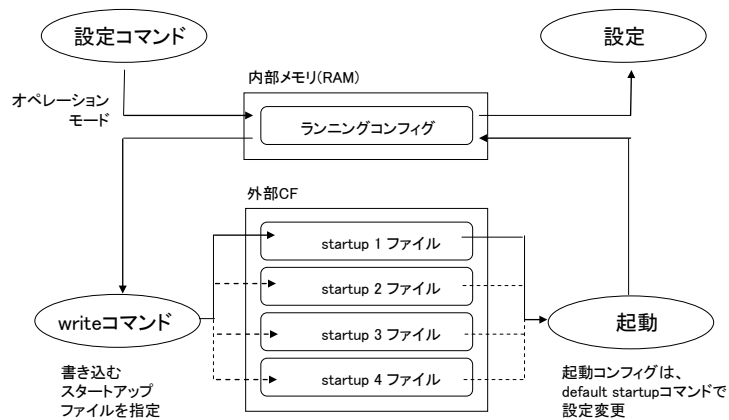 設定コマンド
設定
内部メモリ(RAM)
オペレーション
モード
ランニングコンフィグ
外部CF
startup 1 ファイル
startup 2 ファイル
startup 3 ファイル
startup 4 ファイル
writeコマンド
起動
書き込む
スタートアップ
ファイルを指定
起動コンフィグは、
default startupコマンドで
設定変更